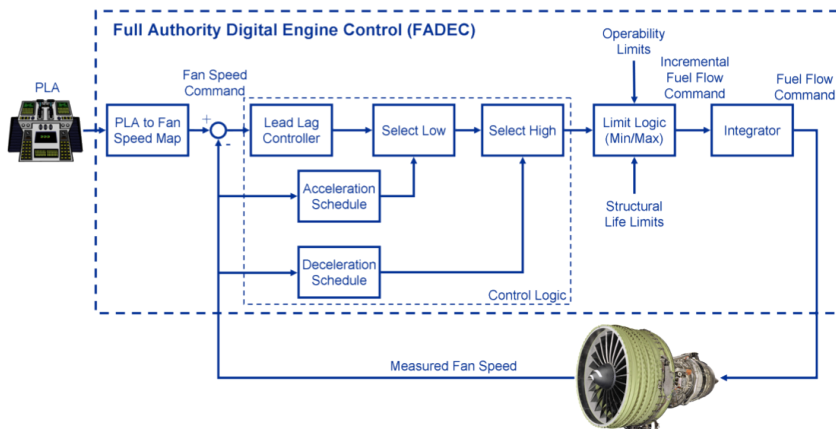 Full Authority Digital Engine Control (FADEC)
PLA
PLA to Fan
Speed Map
Fan Speed
Command
+
-
Lead Lag
Controller
Select Low
Select High
Acceleration
Schedule
Deceleration
Schedule
Control Logic
Operability
Limits
Limit Logic
(Min/Max)
Structural
Life Limits
Incremental
Fuel Flow
Command
Integrator
Fuel Flow
Command
Measured Fan Speed